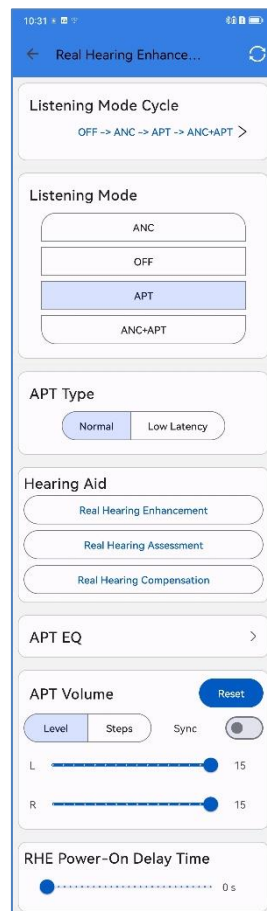 10:31
Real Hearing Enhance...
Listening Mode Cycle
OFF -> ANC -> APT -> ANC+APT >
Listening Mode
ANC
OFF
APT
ANC+APT
APT Type
Normal Low Latency
Hearing Aid
Real Hearing Enhancement
Real Hearing Assessment
Real Hearing Compensation
APT EQ >
APT Volume Reset
Level Steps Sync
L 15
R 15
RHE Power-On Delay Time
0 s